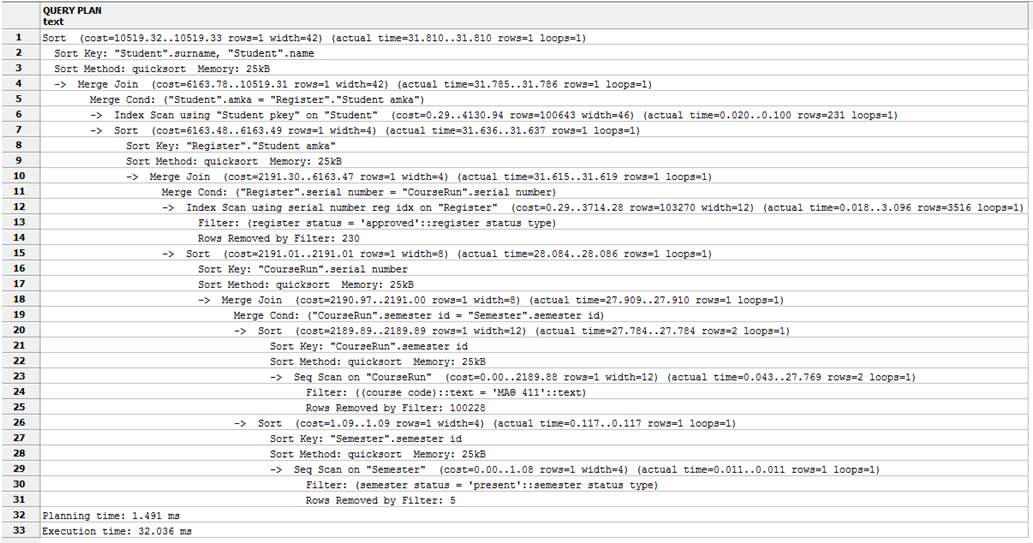 QUERY PLAN
text
1 Sort (cost=10519.32..10519.33 rows=1 width=42) (actual time=31.810..31.810 rows=1 loops=1)
2 Sort Key: "Student".surname, "Student".name
3 Sort Method: quicksort Memory: 25kB
4 -> Merge Join (cost=6163.78..10519.31 rows=1 width=42) (actual time=31.785..31.786 rows=1 loops=1)
5 Merge Cond: ("Student".amka = "Register"."Student amka")
6 -> Index Scan using "Student pkey" on "Student" (cost=0.29..4130.94 rows=100643 width=46) (actual time=0.020..0.100 rows=231 loops=1)
7 -> Sort (cost=6163.48..6163.49 rows=1 width=4) (actual time=31.636..31.637 rows=1 loops=1)
8 Sort Key: "Register"."Student amka"
9 Sort Method: quicksort Memory: 25kB
10 -> Merge Join (cost=2191.30..6163.47 rows=1 width=4) (actual time=31.615..31.619 rows=1 loops=1)
11 Merge Cond: ("Register".serial number = "CourseRun".serial number)
12 -> Index Scan using serial number reg idx on "Register" (cost=0.29..3714.28 rows=103270 width=12) (actual time=0.018..3.096 rows=3516 loops=1)
13 Filter: (register status = 'approved'::register status type)
14 Rows Removed by Filter: 230
15 -> Sort (cost=2191.01..2191.01 rows=1 width=8) (actual time=28.084..28.086 rows=1 loops=1)
16 Sort Key: "CourseRun".serial number
17 Sort Method: quicksort Memory: 25kB
18 -> Merge Join (cost=2190.97..2191.00 rows=1 width=8) (actual time=27.909..27.910 rows=1 loops=1)
19 Merge Cond: ("CourseRun".semester id = "Semester".semester id)
20 -> Sort (cost=2189.89..2189.89 rows=1 width=12) (actual time=27.784..27.784 rows=2 loops=1)
21 Sort Key: "CourseRun".semester id
22 Sort Method: quicksort Memory: 25kB
23 -> Seq Scan on "CourseRun" (cost=0.00..2189.88 rows=1 width=12) (actual time=0.043..27.769 rows=2 loops=1)
24 Filter: ((course code)::text = 'ΜΑΘ 411'::text)
25 Rows Removed by Filter: 100228
26 -> Sort (cost=1.09..1.09 rows=1 width=4) (actual time=0.117..0.117 rows=1 loops=1)
27 Sort Key: "Semester".semester id
28 Sort Method: quicksort Memory: 25kB
29 -> Seq Scan on "Semester" (cost=0.00..1.08 rows=1 width=4) (actual time=0.011..0.011 rows=1 loops=1)
30 Filter: (semester status = 'present'::semester status type)
31 Rows Removed by Filter: 5
32 Planning time: 1.491 ms
33 Execution time: 32.036 ms